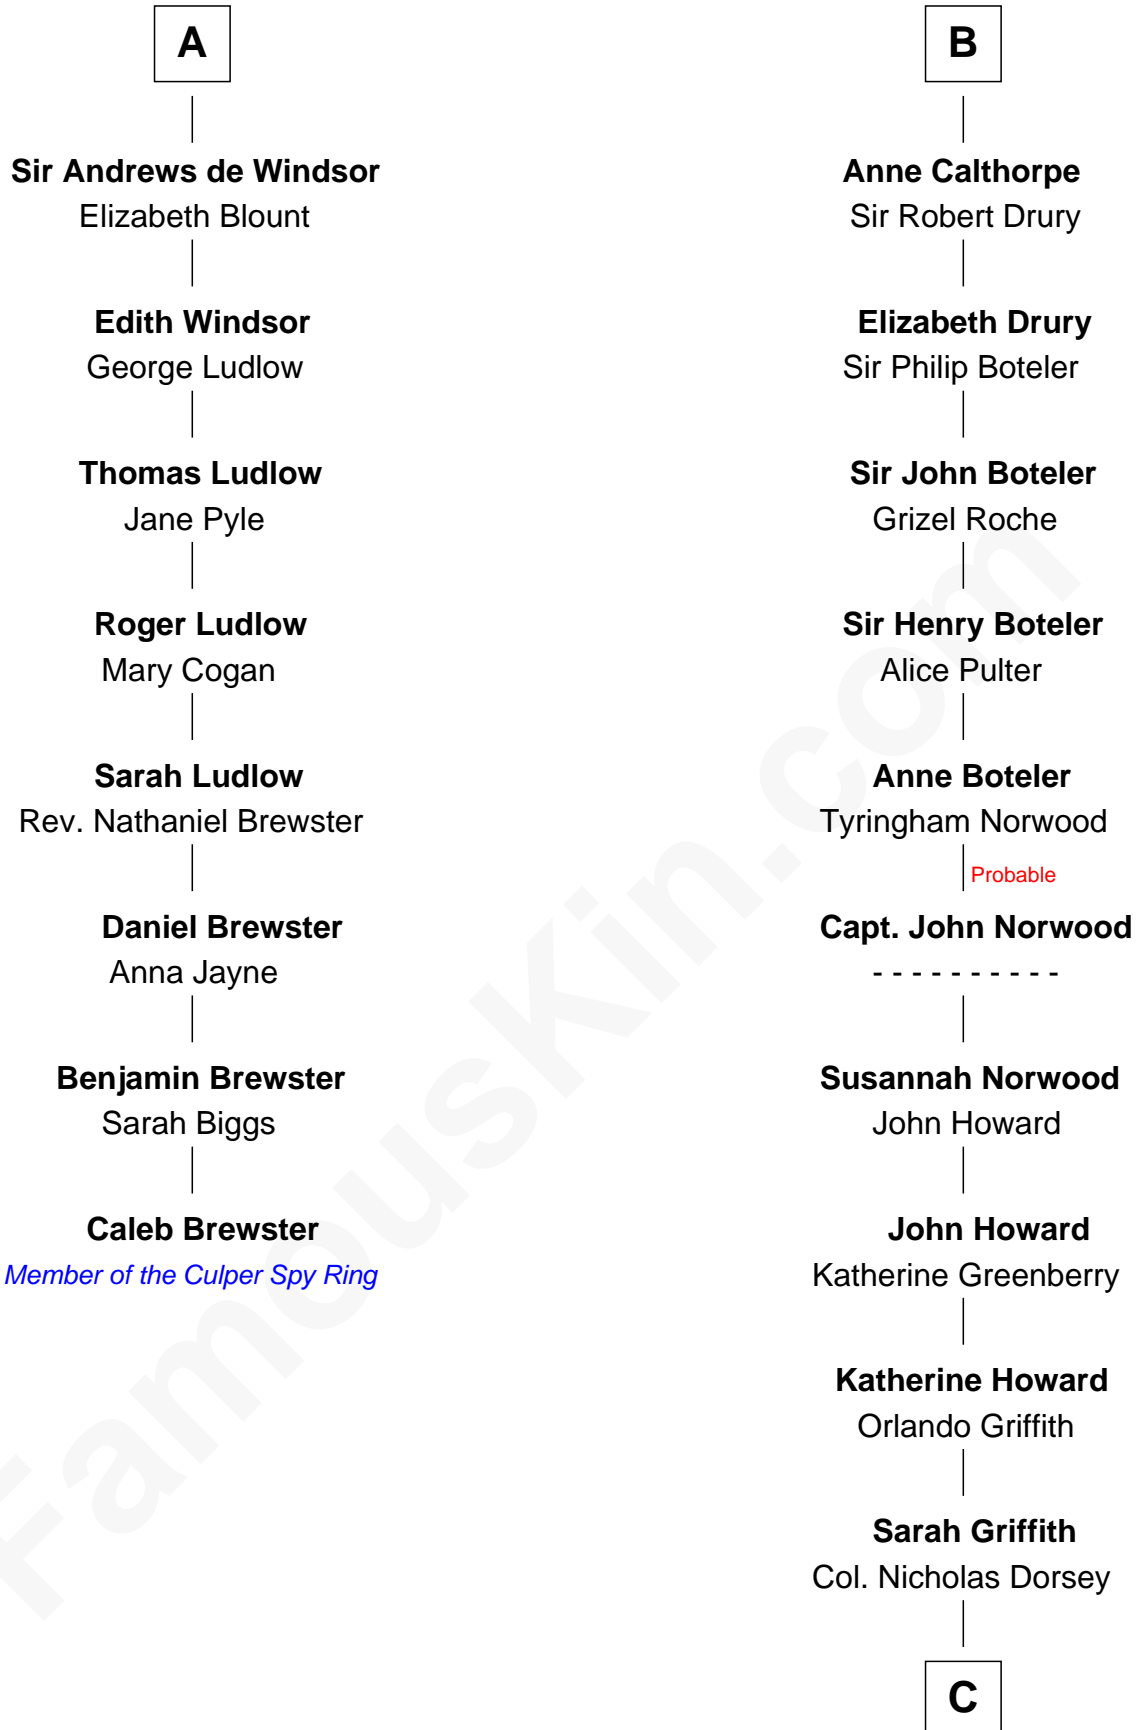 A
Sir Andrews de Windsor
Elizabeth Blount
Edith Windsor
George Ludlow
Thomas Ludlow
Jane Pyle
Roger Ludlow
Mary Cogan
Sarah Ludlow
Rev. Nathaniel Brewster
Daniel Brewster
Anna Jayne
Benjamin Brewster
Sarah Biggs
Caleb Brewster
Member of the Culper Spy Ring
B
Anne Calthorpe
Sir Robert Drury
Elizabeth Drury
Sir Philip Boteler
Sir John Boteler
Grizel Roche
Sir Henry Boteler
Alice Pulter
Anne Boteler
Tyringham Norwood
Probable
Capt. John Norwood
- - - - - - - - - -
Susannah Norwood
John Howard
John Howard
Katherine Greenberry
Katherine Howard
Orlando Griffith
Sarah Griffith
Col. Nicholas Dorsey
C
FamousKin.com